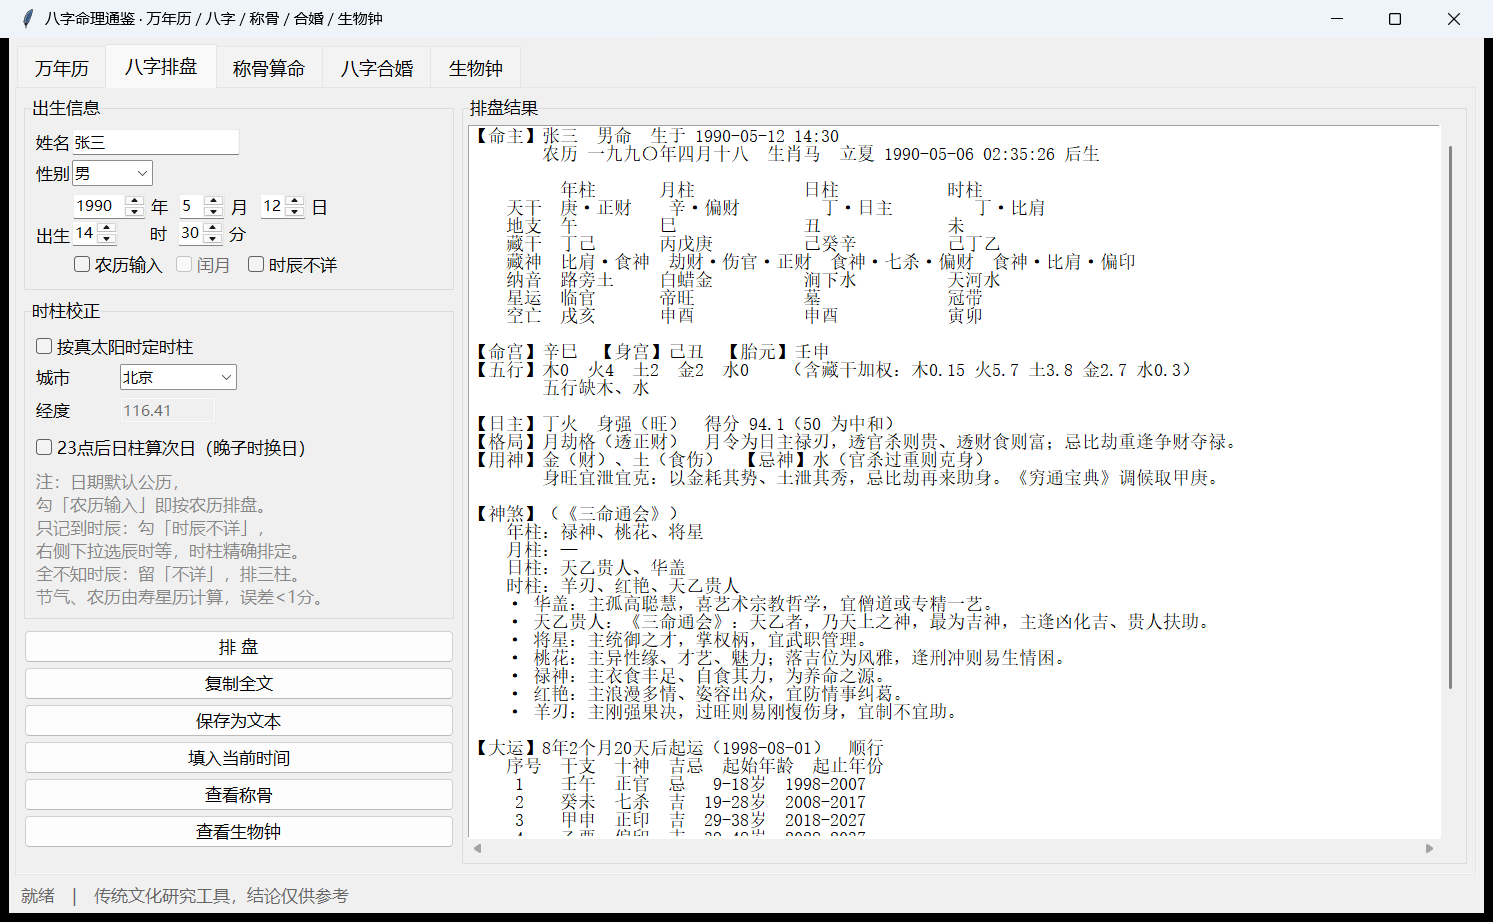 八字命理通鉴 · 万年历 / 八字 / 称骨 / 合婚 / 生物钟
万年历 八字排盘 称骨算命 八字合婚 生物钟
出生信息
姓名 张三
性别 男
1990 年 5 月 12 日
出生 14 时 30 分
农历输入 闰月 时辰不详
时柱校正
按真太阳时定时柱
城市 北京
经度 116.41
23点后日柱算次日（晚子时换日）
注：日期默认公历，
勾「农历输入」即按农历排盘。
只记到时辰：勾「时辰不详」，
右侧下拉选辰时等，时柱精确排定。
全不知时辰：留「不详」，排三柱。
节气、农历由寿星历计算，误差<1分。
排 盘
复制全文
保存为文本
填入当前时间
查看称骨
查看生物钟
排盘结果
【命主】张三 男命 生于 1990-05-12 14:30
农历 一九九〇年四月十八 生肖马 立夏 1990-05-06 02:35:26 后生
年柱 月柱 日柱 时柱
天干 庚·正财 辛·偏财 丁·日主 丁·比肩
地支 午 巳 丑 未
藏干 丁己 丙戊庚 己癸辛 己丁乙
藏神 比肩·食神 劫财·伤官·正财 食神·七杀·偏财 食神·比肩·偏印
纳音 路旁土 白蜡金 涧下水 天河水
星运 临官 帝旺 墓 冠带
空亡 戌亥 申酉 申酉 寅卯
【命宫】辛巳 【身宫】己丑 【胎元】壬申
【五行】木0 火4 土2 金2 水0 （含藏干加权：木0.15 火5.7 土3.8 金2.7 水0.3）
五行缺木、水
【日主】丁火 身强（旺） 得分 94.1（50 为中和）
【格局】月劫格（透正财） 月令为日主禄刃，透官杀则贵、透财食则富；忌比劫重逢争财夺禄。
【用神】金（财）、土（食伤） 【忌神】水（官杀过重则克身）
身旺宜泄宜克：以金耗其势、土泄其秀，忌比劫再来助身。《穷通宝典》调候取甲庚。
【神煞】（《三命通会》）
年柱：禄神、桃花、将星
月柱：—
日柱：天乙贵人、华盖
时柱：羊刃、红艳、天乙贵人
· 华盖：主孤高聪慧，喜艺术宗教哲学，宜僧道或专精一艺。
· 天乙贵人：《三命通会》：天乙者，乃天上之神，最为吉神，主逢凶化吉、贵人扶助。
· 将星：主统御之才，掌权柄，宜武职管理。
· 桃花：主异性缘、才艺、魅力；落吉位为风雅，逢刑冲则易生情困。
· 禄神：主衣食丰足、自食其力，为养命之源。
· 红艳：主浪漫多情、姿容出众，宜防情事纠葛。
· 羊刃：主刚强果决，过旺则易刚愎伤身，宜制不宜助。
【大运】8年2个月20天后起运（1998-08-01） 顺行
序号 干支 十神 吉忌 起始年龄 起止年份
1 壬午 正官 忌 9-18岁 1998-2007
2 癸未 七杀 吉 19-28岁 2008-2017
3 甲申 正印 吉 29-38岁 2018-2027
就绪 | 传统文化研究工具，结论仅供参考